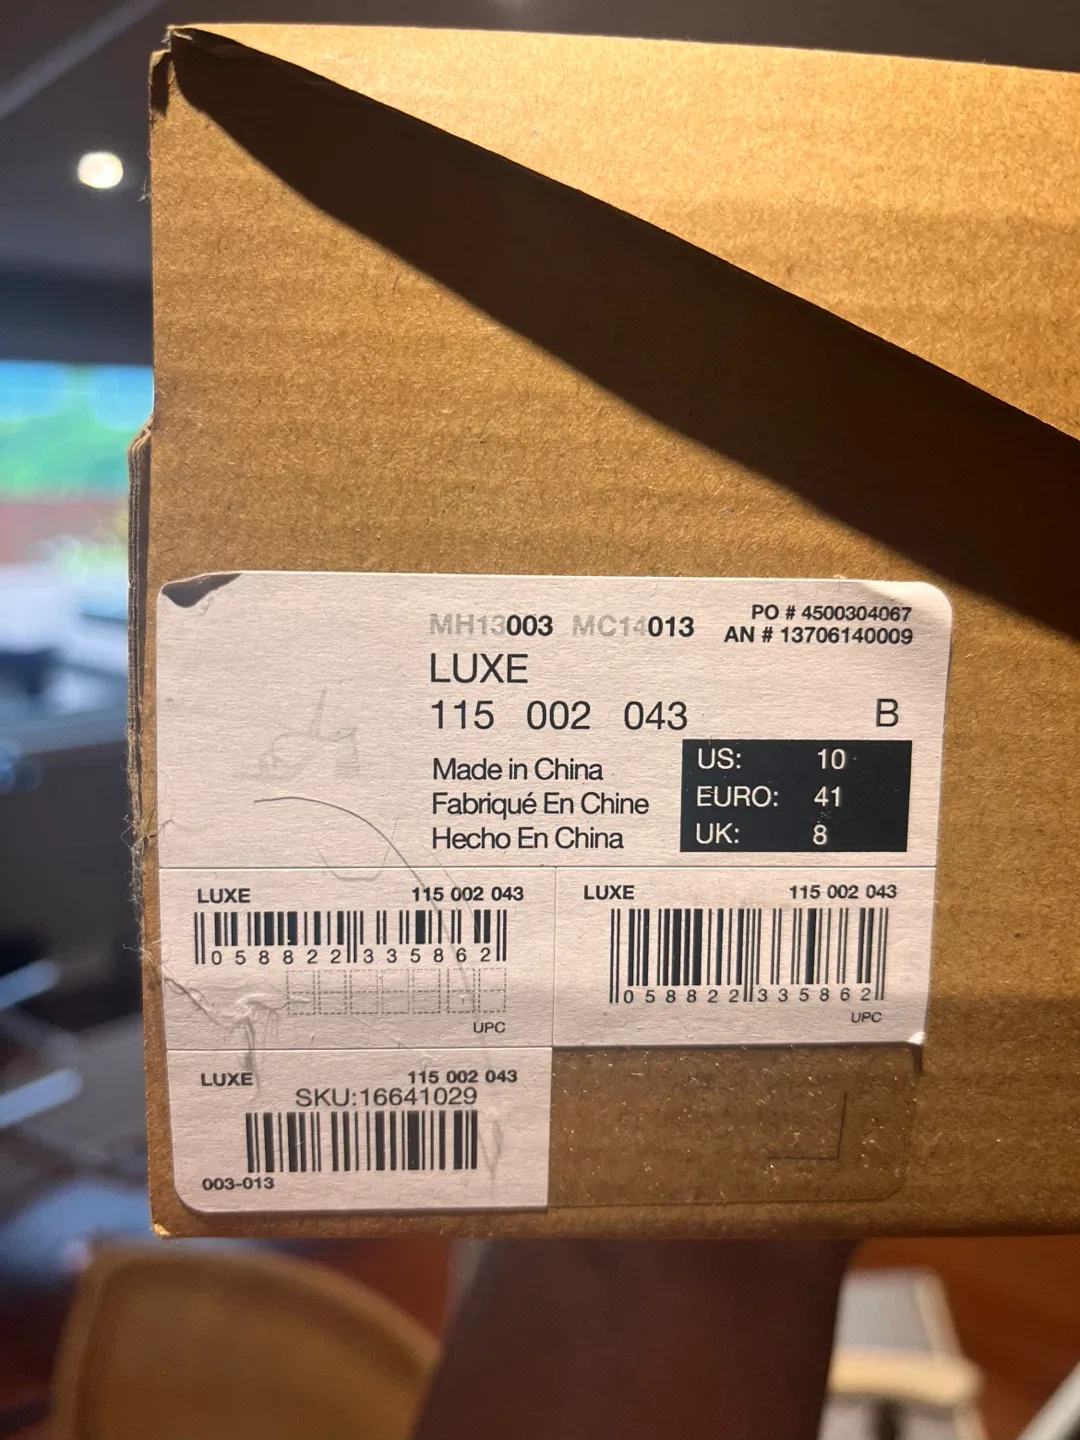 MH13003 MC14013
PO # 4500304067
AN # 13706140009
LUXE
115 002 043
B
Made in China
Fabriqué En Chine
Hecho En China
US: 10
EURO: 41
UK: 8
LUXE 115 002 043
0 58822 33586 2
UPC
LUXE 115 002 043
0 58822 33586 2
UPC
LUXE 115 002 043
SKU:16641029
003-013